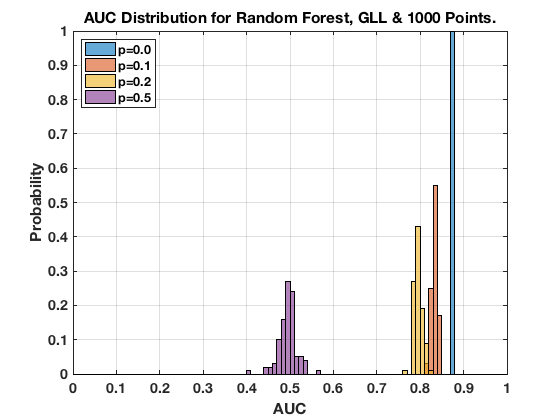 AUC Distribution for Random Forest, GLL & 1000 Points.
1
0.9
0.8
0.7
0.6
0.5
0.4
0.3
0.2
0.1
0
Probability
p=0.0
p=0.1
p=0.2
p=0.5
0 0.1 0.2 0.3 0.4 0.5 0.6 0.7 0.8 0.9 1
AUC